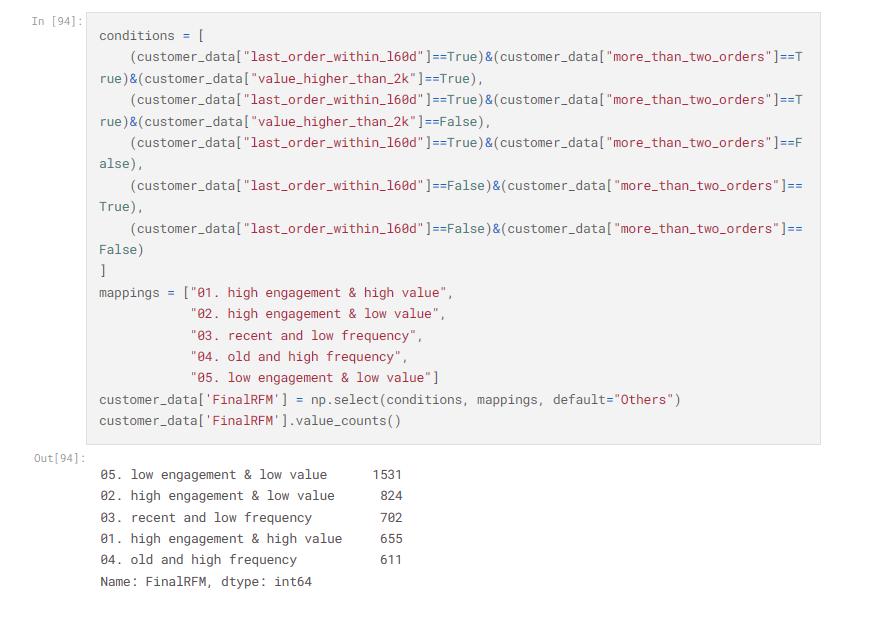 In [94]:
conditions = [
    (customer_data["last_order_within_l60d"]==True)&(customer_data["more_than_two_orders"]==T
rue)&(customer_data["value_higher_than_2k"]==True),
    (customer_data["last_order_within_l60d"]==True)&(customer_data["more_than_two_orders"]==T
rue)&(customer_data["value_higher_than_2k"]==False),
    (customer_data["last_order_within_l60d"]==True)&(customer_data["more_than_two_orders"]==F
alse),
    (customer_data["last_order_within_l60d"]==False)&(customer_data["more_than_two_orders"]==
True),
    (customer_data["last_order_within_l60d"]==False)&(customer_data["more_than_two_orders"]==
False)
]
mappings = ["01. high engagement & high value",
            "02. high engagement & low value",
            "03. recent and low frequency",
            "04. old and high frequency",
            "05. low engagement & low value"]
customer_data['FinalRFM'] = np.select(conditions, mappings, default="Others")
customer_data['FinalRFM'].value_counts()
Out[94]:
05. low engagement & low value      1531
02. high engagement & low value      824
03. recent and low frequency         702
01. high engagement & high value     655
04. old and high frequency           611
Name: FinalRFM, dtype: int64